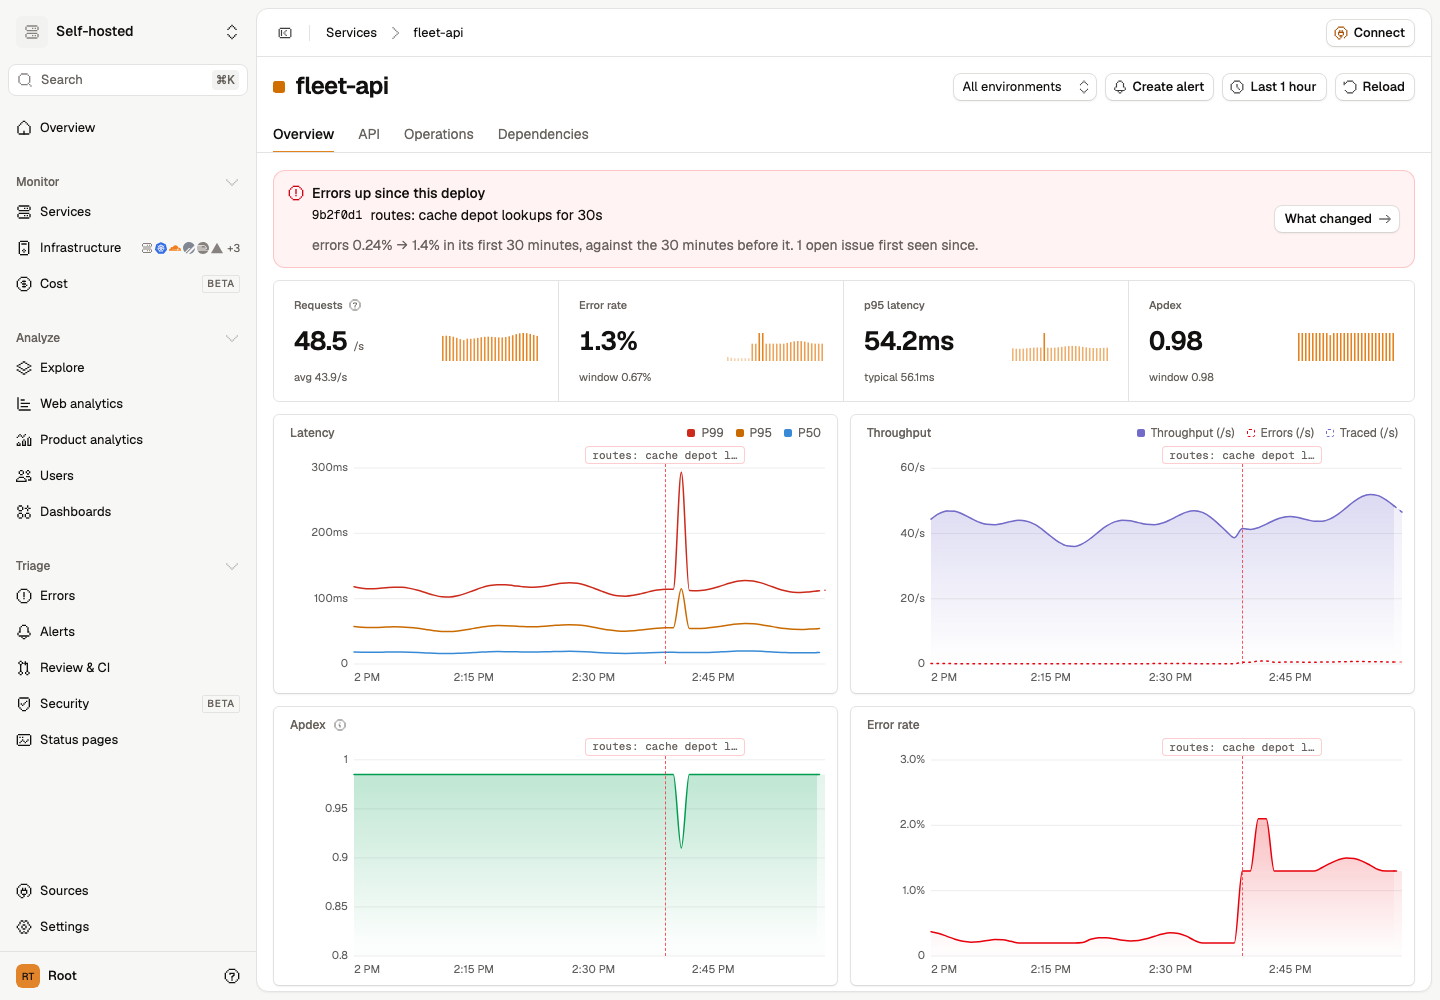 Self-hosted
Search ⌘K
Overview
Monitor
Services
Infrastructure +3
Cost BETA
Analyze
Explore
Web analytics
Product analytics
Users
Dashboards
Triage
Errors
Alerts
Review & CI
Security BETA
Status pages
Sources
Settings
RT Root
Services fleet-api
Connect
fleet-api
All environments
Create alert
Last 1 hour
Reload
Overview API Operations Dependencies
Errors up since this deploy
9b2f0d1 routes: cache depot lookups for 30s
errors 0.24% → 1.4% in its first 30 minutes, against the 30 minutes before it. 1 open issue first seen since.
What changed →
Requests
48.5 /s
avg 43.9/s
Error rate
1.3%
window 0.67%
p95 latency
54.2ms
typical 56.1ms
Apdex
0.98
window 0.98
Latency P99 P95 P50
routes: cache depot l…
300ms
200ms
100ms
0
2 PM 2:15 PM 2:30 PM 2:45 PM
Throughput Throughput (/s) Errors (/s) Traced (/s)
routes: cache depot l…
60/s
40/s
20/s
0
2 PM 2:15 PM 2:30 PM 2:45 PM
Apdex
routes: cache depot l…
1
0.95
0.9
0.85
0.8
2 PM 2:15 PM 2:30 PM 2:45 PM
Error rate
routes: cache depot l…
3.0%
2.0%
1.0%
0
2 PM 2:15 PM 2:30 PM 2:45 PM